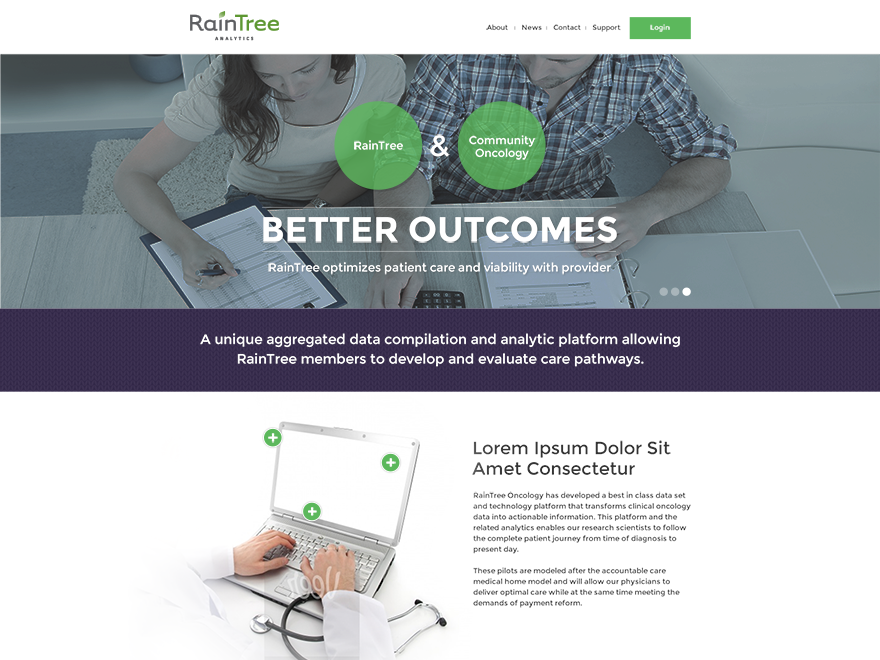 RainTree
ANALYTICS
About
News
Contact
Support
Login
RainTree
&
Community
Oncology
BETTER OUTCOMES
RainTree optimizes patient care and viability with provider
A unique aggregated data compilation and analytic platform allowing
RainTree members to develop and evaluate care pathways.
Lorem Ipsum Dolor Sit
Amet Consectetur
RainTree Oncology has developed a best in class data set
and technology platform that transforms clinical oncology
data into actionable information. This platform and the
related analytics enables our research scientists to follow
the complete patient journey from time of diagnosis to
present day.
These pilots are modeled after the accountable care
medical home model and will allow our physicians to
deliver optimal care while at the same time meeting the
demands of payment reform.